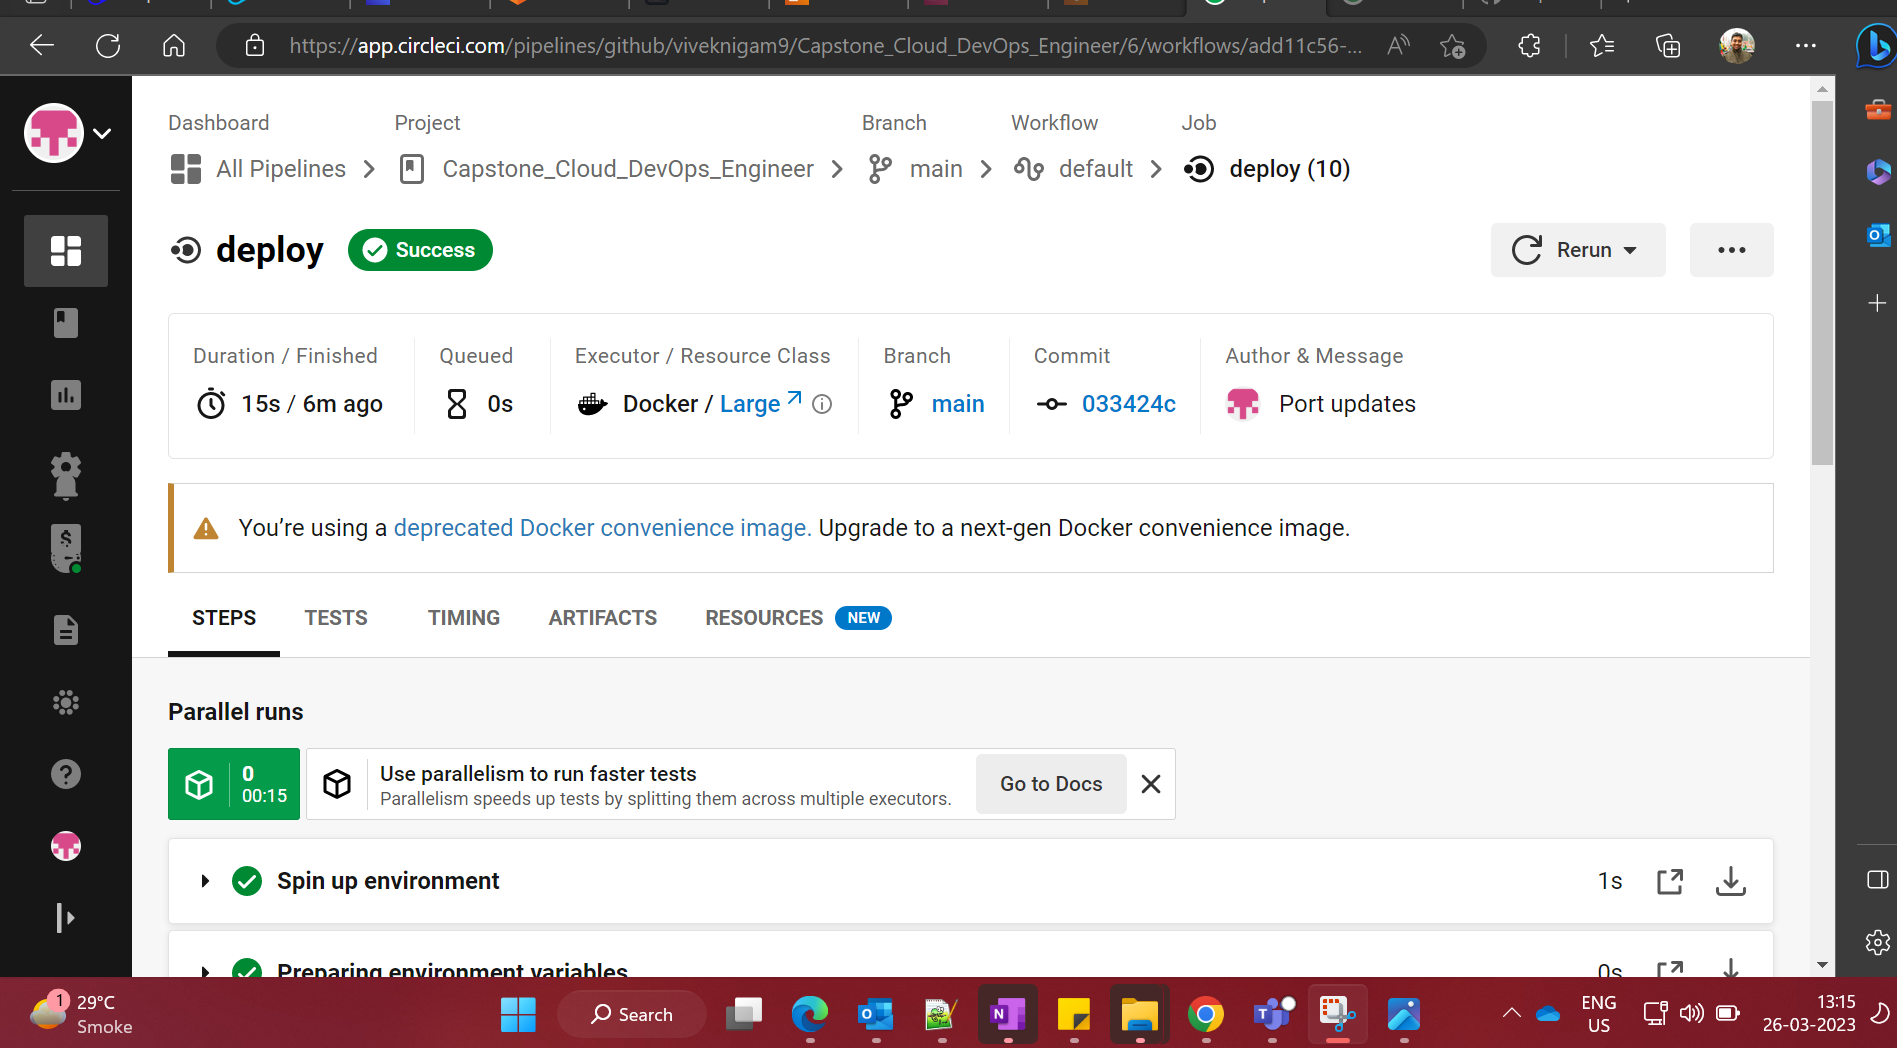 https://app.circleci.com/pipelines/github/viveknigam9/Capstone_Cloud_DevOps_Engineer/6/workflows/add11c56-...
Dashboard Project Branch Workflow Job
All Pipelines Capstone_Cloud_DevOps_Engineer main default deploy (10)
deploy Success Rerun
Duration / Finished Queued Executor / Resource Class Branch Commit Author & Message
15s / 6m ago 0s Docker / Large main 033424c Port updates
You're using a deprecated Docker convenience image. Upgrade to a next-gen Docker convenience image.
STEPS TESTS TIMING ARTIFACTS RESOURCES NEW
Parallel runs
0
00:15
Use parallelism to run faster tests
Parallelism speeds up tests by splitting them across multiple executors.
Go to Docs
Spin up environment 1s
Preparing environment variables 0s
1
29°C
Smoke
Search
ENG
US
13:15
26-03-2023